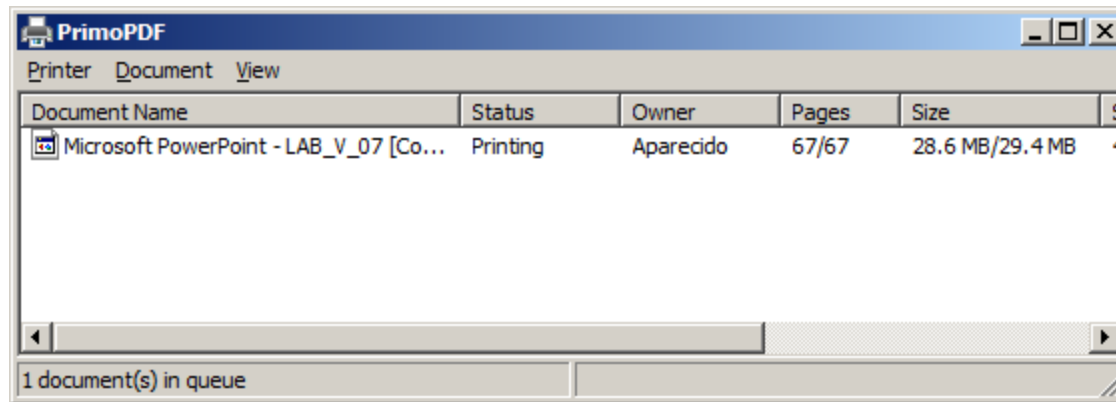 PrimoPDF
Printer Document View
Document Name Status Owner Pages Size
Microsoft PowerPoint - LAB_V_07 [Co... Printing Aparecido 67/67 28.6 MB/29.4 MB
1 document(s) in queue